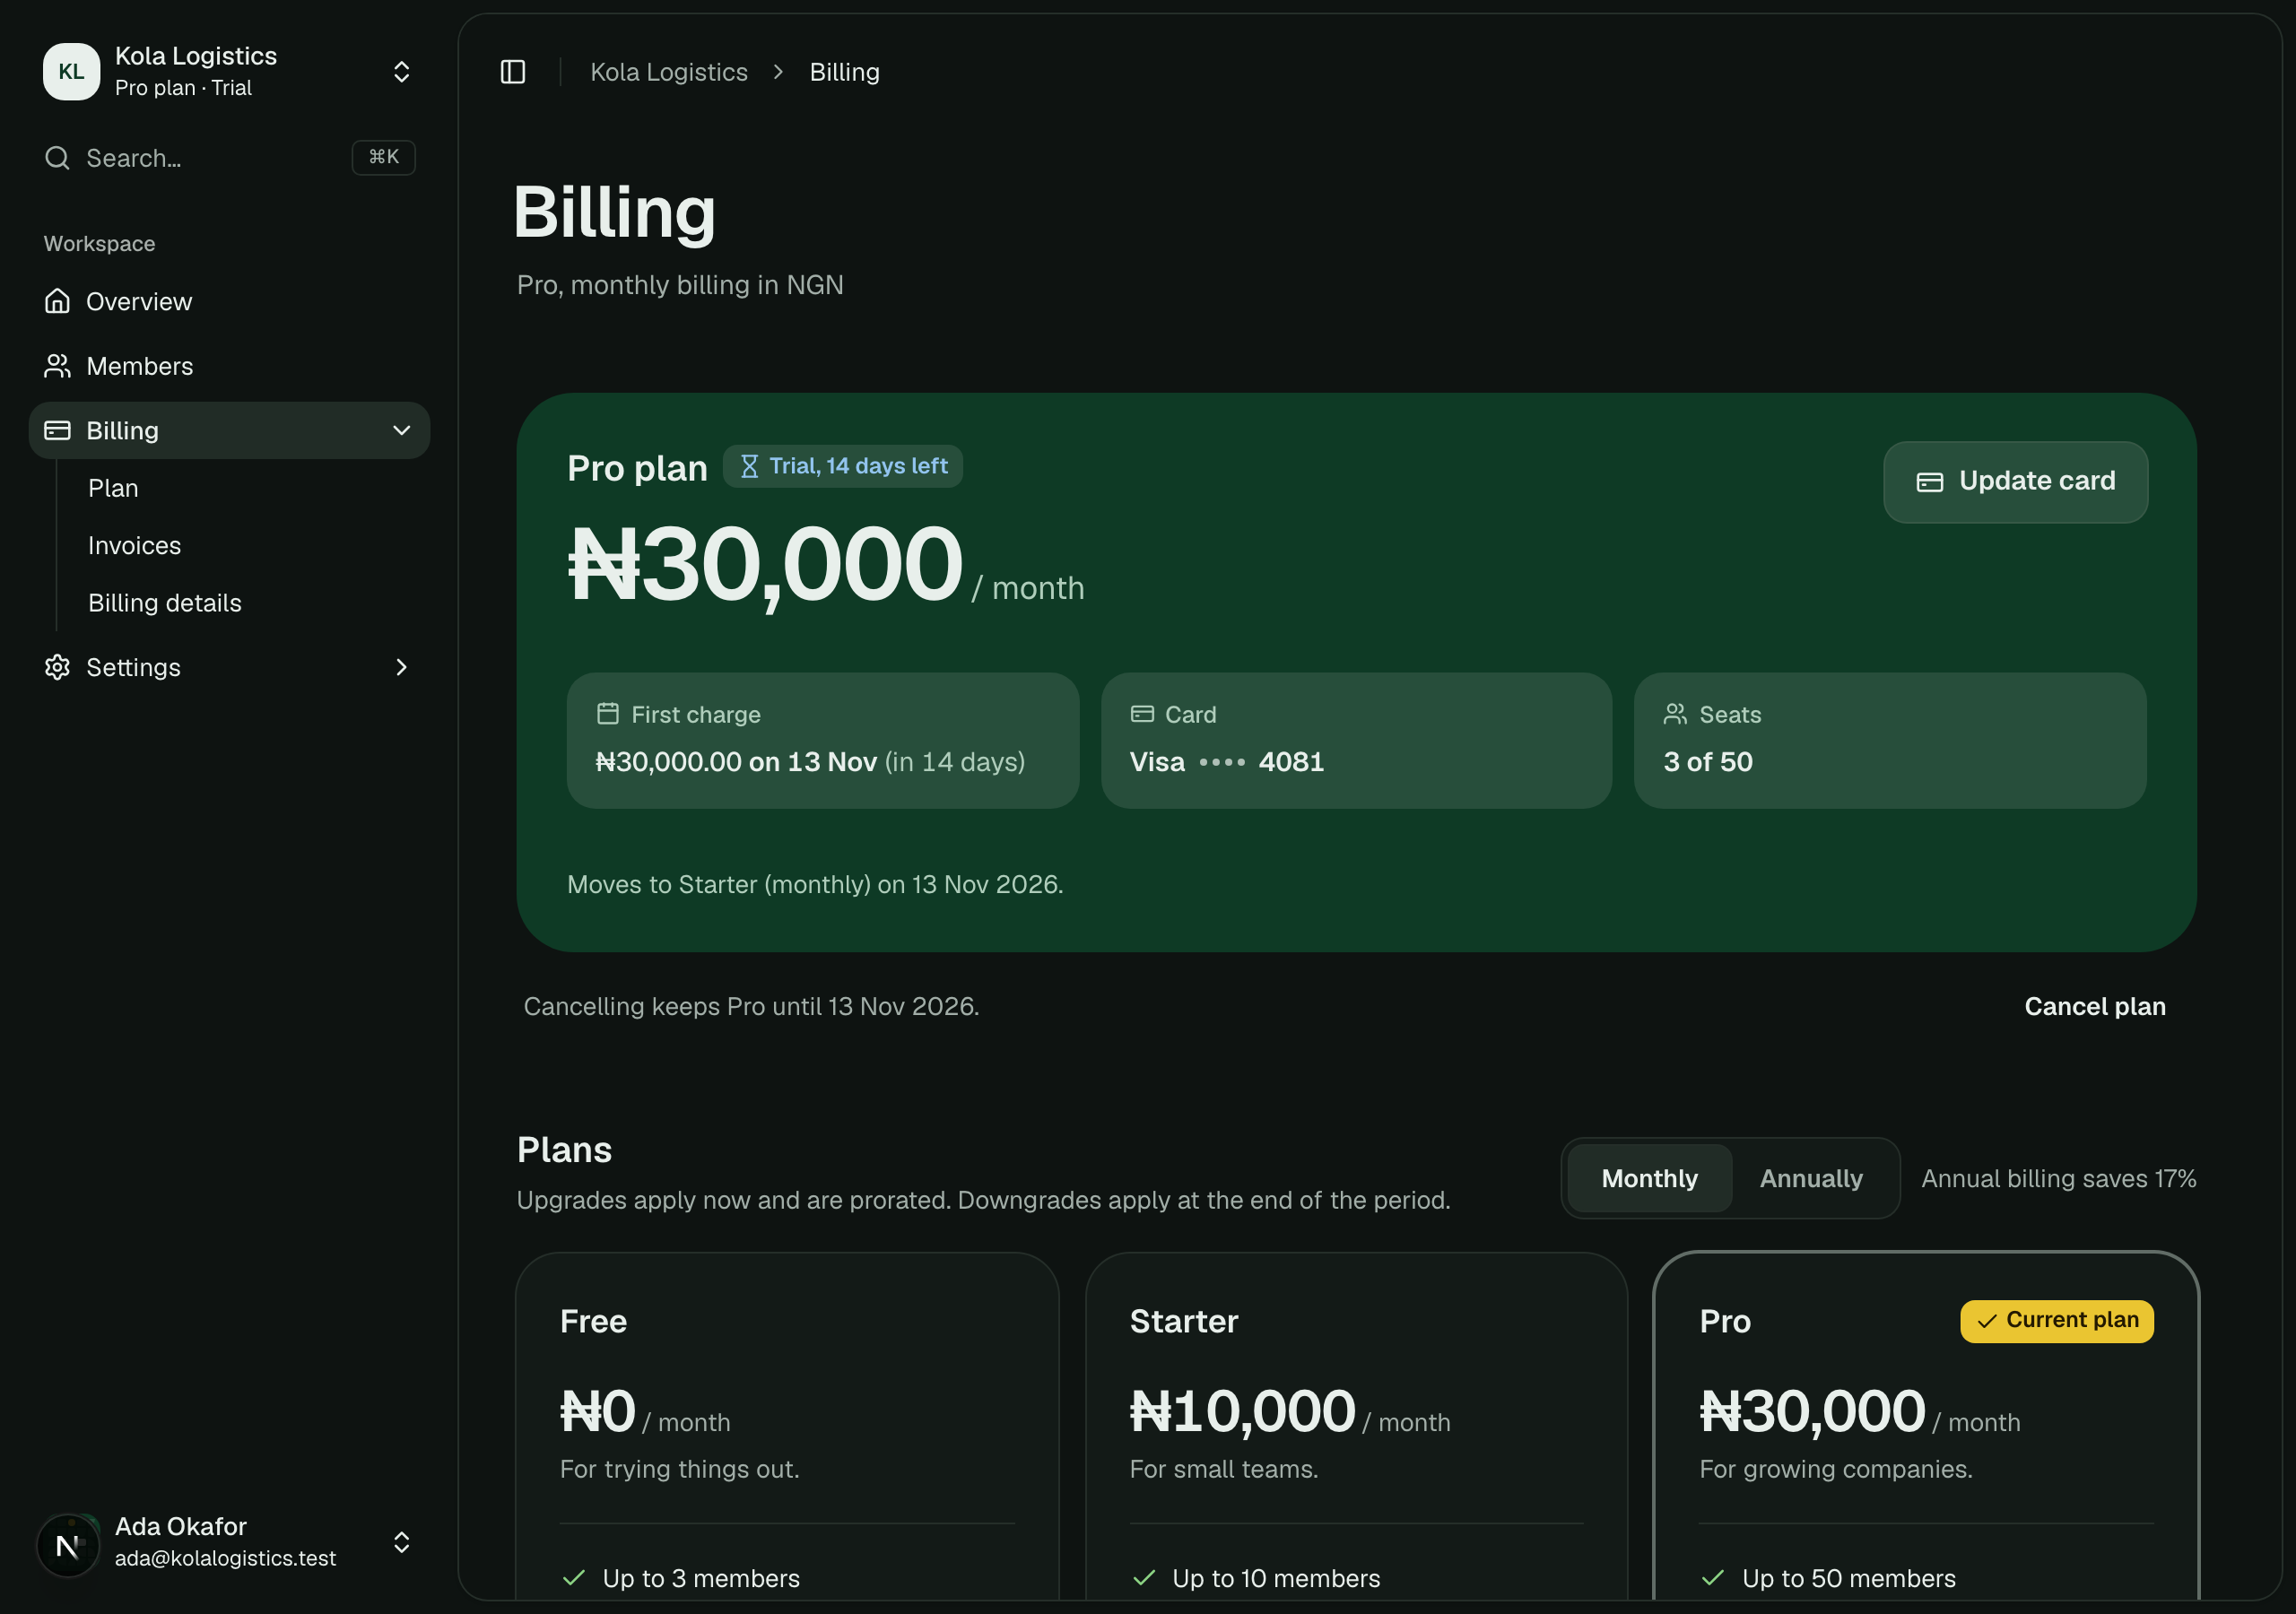 KL
Kola Logistics
Pro plan · Trial
Search...
⌘K
Workspace
Overview
Members
Billing
Plan
Invoices
Billing details
Settings
N
Ada Okafor
ada@kolalogistics.test
Kola Logistics > Billing
Billing
Pro, monthly billing in NGN
Pro plan
Trial, 14 days left
Update card
₦30,000 / month
First charge
₦30,000.00 on 13 Nov (in 14 days)
Card
Visa •••• 4081
Seats
3 of 50
Moves to Starter (monthly) on 13 Nov 2026.
Cancelling keeps Pro until 13 Nov 2026.
Cancel plan
Plans
Upgrades apply now and are prorated. Downgrades apply at the end of the period.
Monthly
Annually
Annual billing saves 17%
Free
₦0 / month
For trying things out.
Up to 3 members
Starter
₦10,000 / month
For small teams.
Up to 10 members
Pro
Current plan
₦30,000 / month
For growing companies.
Up to 50 members